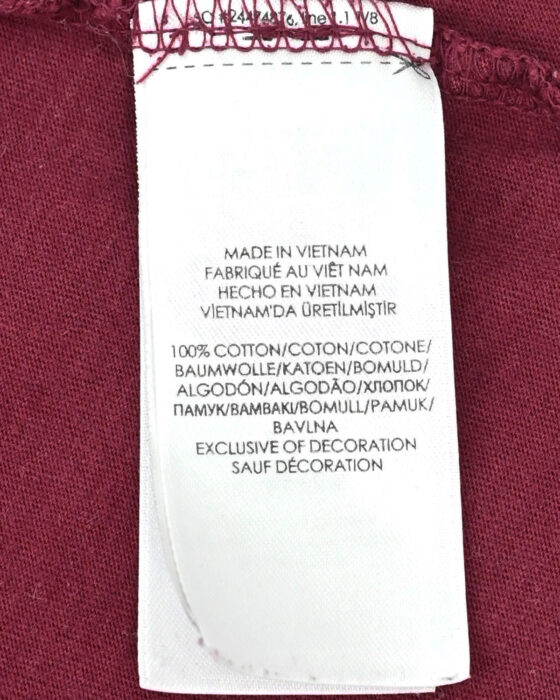 MADE IN VIETNAM
FABRIQUÉ AU VIÊT NAM
HECHO EN VIETNAM
VİETNAM'DA ÜRETİLMİŞTİR
100% COTTON/COTON/COTONE/
BAUMWOLLE/KATOEN/BOMULD/
ALGODÓN/ALGODÃO/ХЛОПОК/
ПАМУК/BAMBAKI/BOMULL/PAMUK/
BAVLNA
EXCLUSIVE OF DECORATION
SAUF DÉCORATION